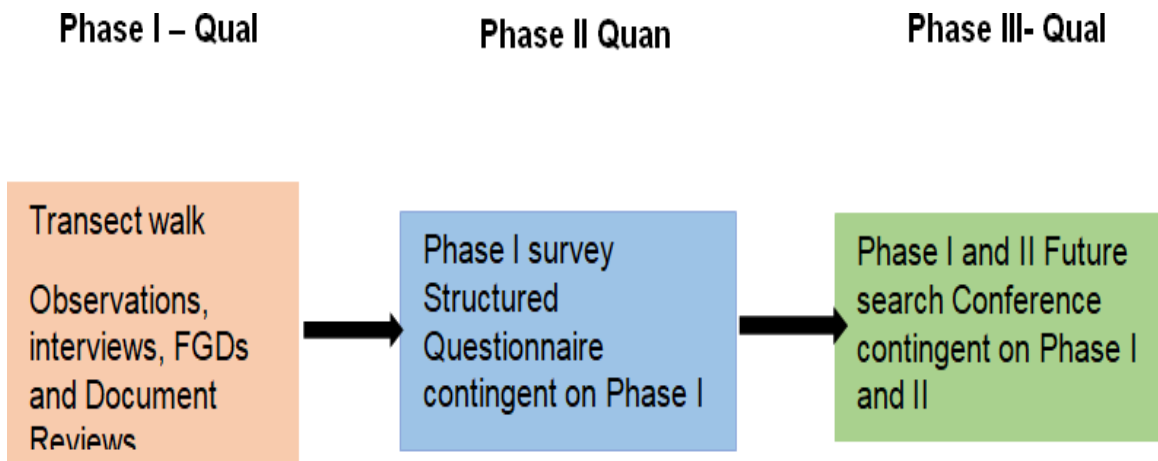 Phase I – Qual
Phase II Quan
Phase III- Qual
Transect walk
Observations,
interviews, FGDs
and Document
Reviews
Phase I survey
Structured
Questionnaire
contingent on Phase I
Phase I and II Future
search Conference
contingent on Phase I
and II